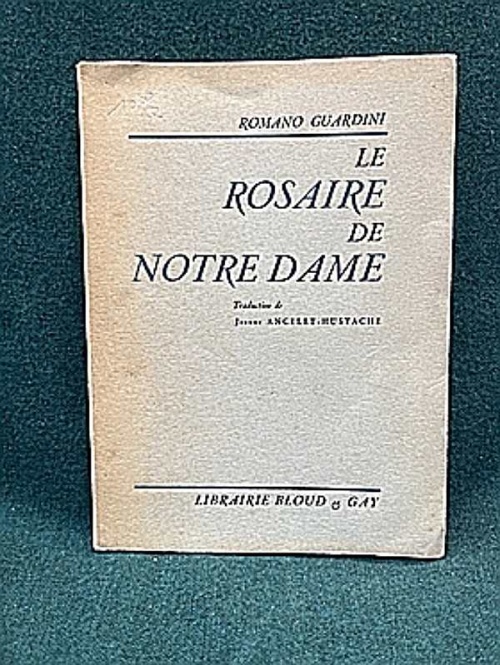 ROMANO GUARDINI
LE
ROSAIRE
DE
NOTRE DAME
Traduction de
Jeanne ANCELET-HUSTACHE
LIBRAIRIE BLOUD & GAY